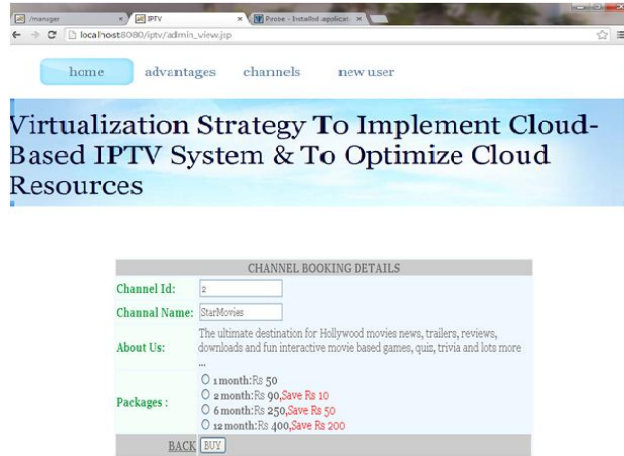 /manager
IPTV
Probe - Installed applicati
localhost:8080/iptv/admin_view.jsp
home advantages channels new user
Virtualization Strategy To Implement Cloud-
Based IPTV System & To Optimize Cloud
Resources
CHANNEL BOOKING DETAILS
Channel Id: 2
Channal Name: StarMovies
About Us: The ultimate destination for Hollywood movies news, trailers, reviews,
downloads and fun interactive movie based games, quiz, trivia and lots more
...
Packages :
1 month:Rs 50
2 month:Rs 90,Save Rs 10
6 month:Rs 250,Save Rs 50
12 month:Rs 400,Save Rs 200
BACK BUY